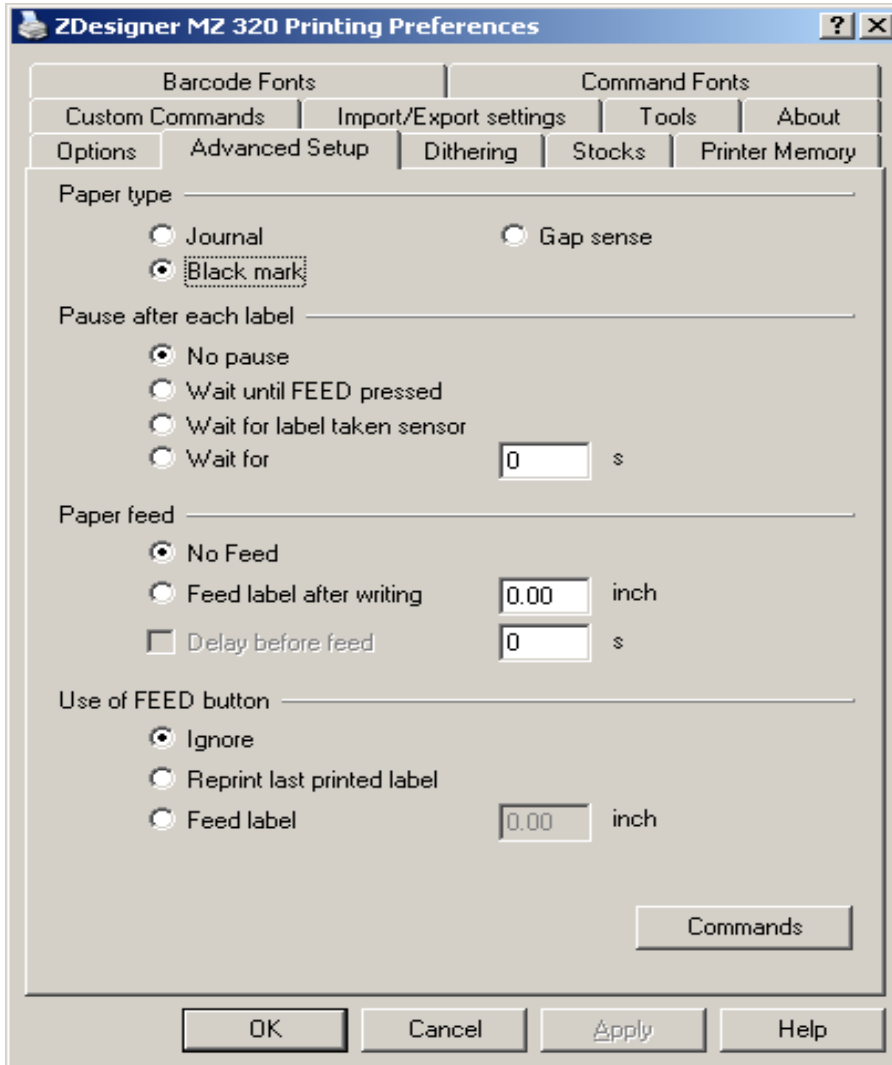 ZDesigner MZ 320 Printing Preferences ? X
Barcode Fonts Command Fonts
Custom Commands Import/Export settings Tools About
Options Advanced Setup Dithering Stocks Printer Memory
Paper type
Journal Gap sense
Black mark
Pause after each label
No pause
Wait until FEED pressed
Wait for label taken sensor
Wait for 0 s
Paper feed
No Feed
Feed label after writing 0.00 inch
Delay before feed 0 s
Use of FEED button
Ignore
Reprint last printed label
Feed label 0.00 inch
Commands
OK Cancel Apply Help